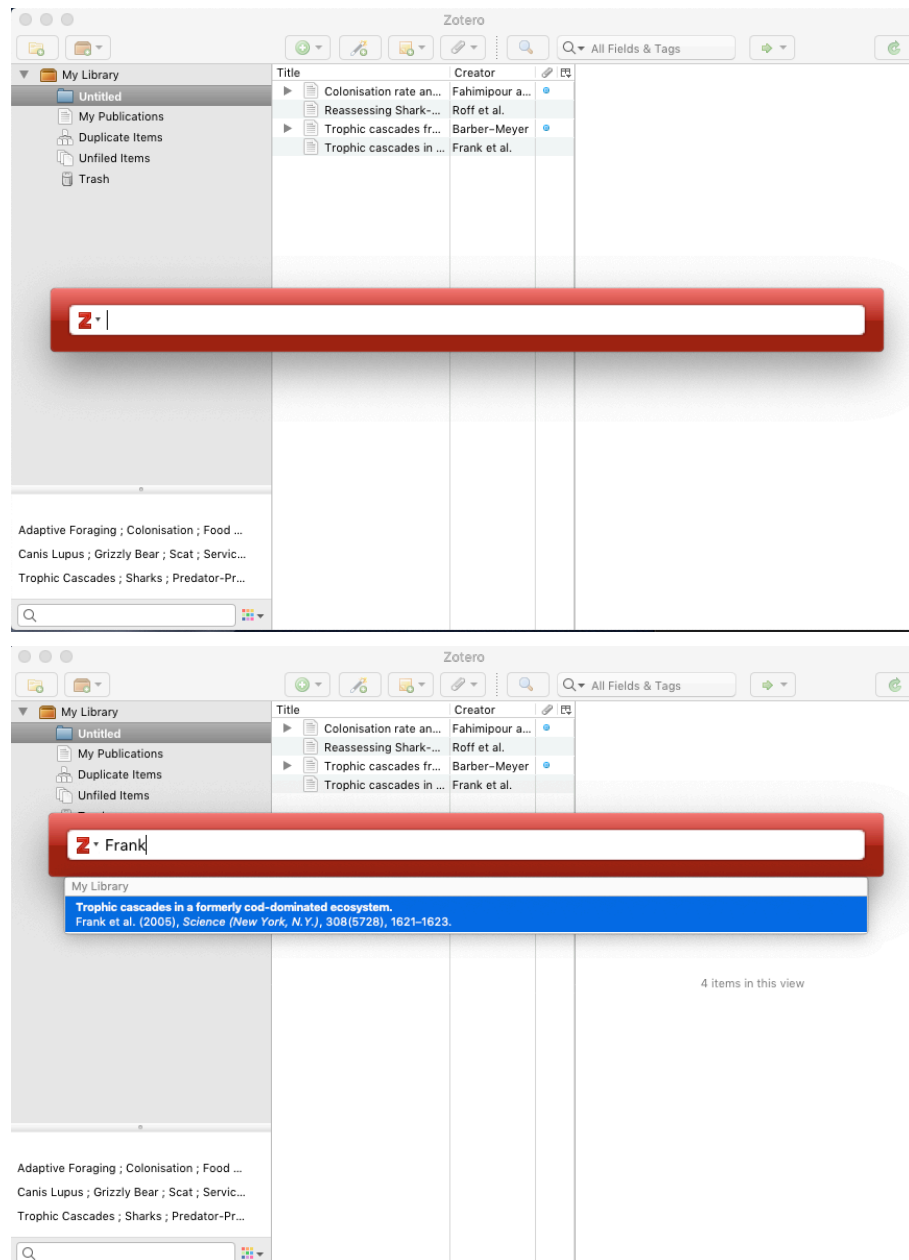 Zotero
All Fields & Tags
My Library
Untitled
My Publications
Duplicate Items
Unfiled Items
Trash
Title Creator
Colonisation rate an... Fahimipour a...
Reassessing Shark-... Roff et al.
Trophic cascades fr... Barber-Meyer
Trophic cascades in ... Frank et al.
Z
Adaptive Foraging ; Colonisation ; Food ...
Canis Lupus ; Grizzly Bear ; Scat ; Servic...
Trophic Cascades ; Sharks ; Predator-Pr...
Zotero
All Fields & Tags
My Library
Untitled
My Publications
Duplicate Items
Unfiled Items
Title Creator
Colonisation rate an... Fahimipour a...
Reassessing Shark-... Roff et al.
Trophic cascades fr... Barber-Meyer
Trophic cascades in ... Frank et al.
Z Frank
My Library
Trophic cascades in a formerly cod-dominated ecosystem.
Frank et al. (2005), Science (New York, N.Y.), 308(5728), 1621–1623.
4 items in this view
Adaptive Foraging ; Colonisation ; Food ...
Canis Lupus ; Grizzly Bear ; Scat ; Servic...
Trophic Cascades ; Sharks ; Predator-Pr...